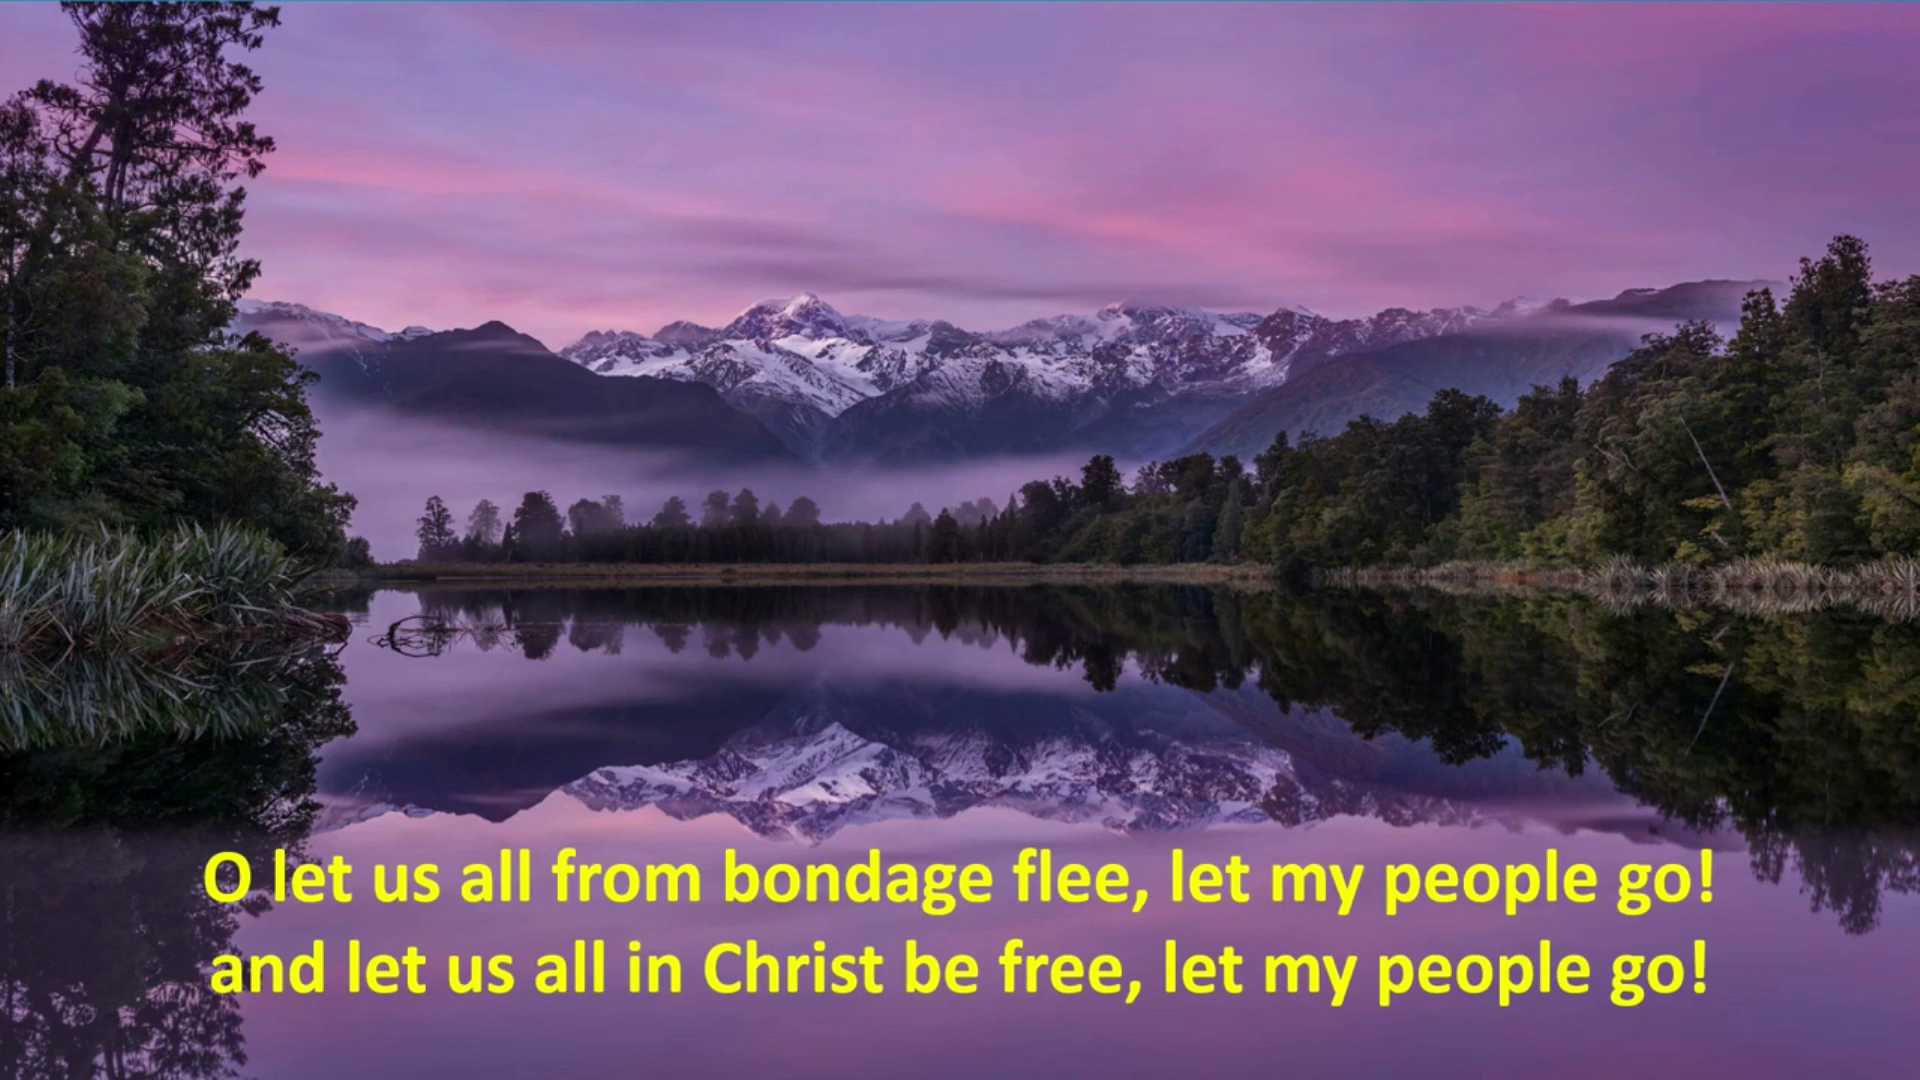 O let us all from bondage flee, let my people go!
and let us all in Christ be free, let my people go!